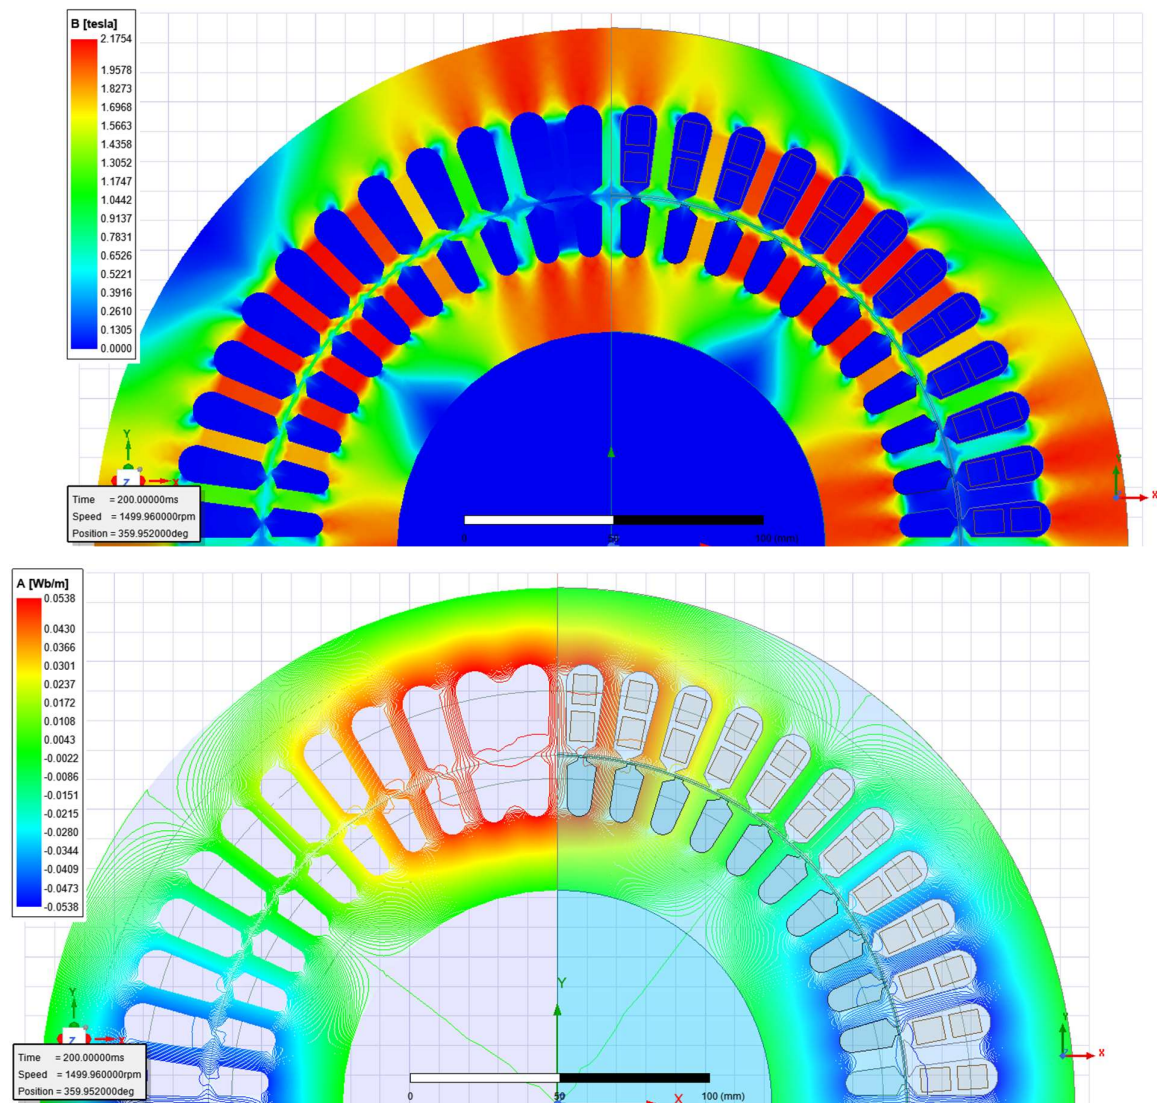 B [tesla]
2.1754
1.9578
1.8273
1.6968
1.5663
1.4358
1.3052
1.1747
1.0442
0.9137
0.7831
0.6526
0.5221
0.3916
0.2610
0.1305
0.0000
Y
Z
X
X
Time = 200.00000ms
Speed = 1499.960000rpm
Position = 359.952000deg
0 50 100 (mm)
A [Wb/m]
0.0538
0.0430
0.0366
0.0301
0.0237
0.0172
0.0108
0.0043
-0.0022
-0.0086
-0.0151
-0.0215
-0.0280
-0.0344
-0.0409
-0.0473
-0.0538
Y
Y
Y
Z
X
X
Time = 200.00000ms
Speed = 1499.960000rpm
Position = 359.952000deg
0 50 100 (mm)
X